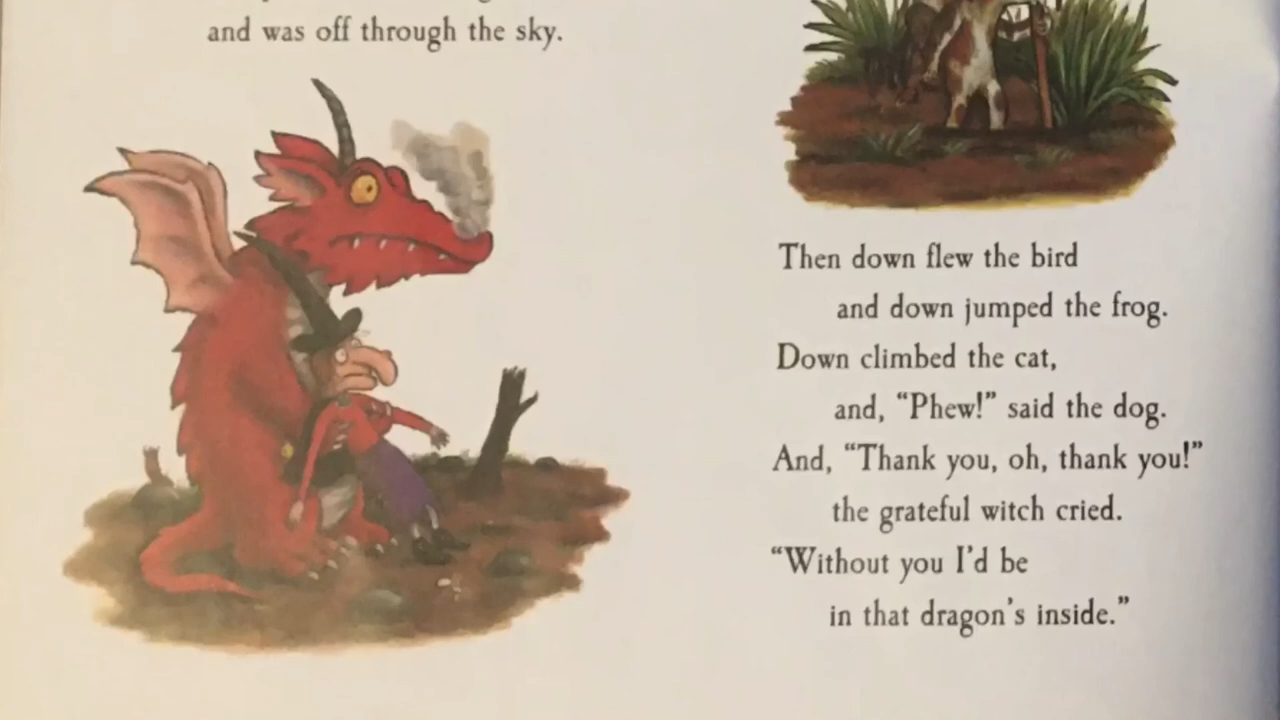 and was off through the sky.
Then down flew the bird
and down jumped the frog.
Down climbed the cat,
and, “Phew!” said the dog.
And, “Thank you, oh, thank you!”
the grateful witch cried.
“Without you I’d be
in that dragon’s inside.”